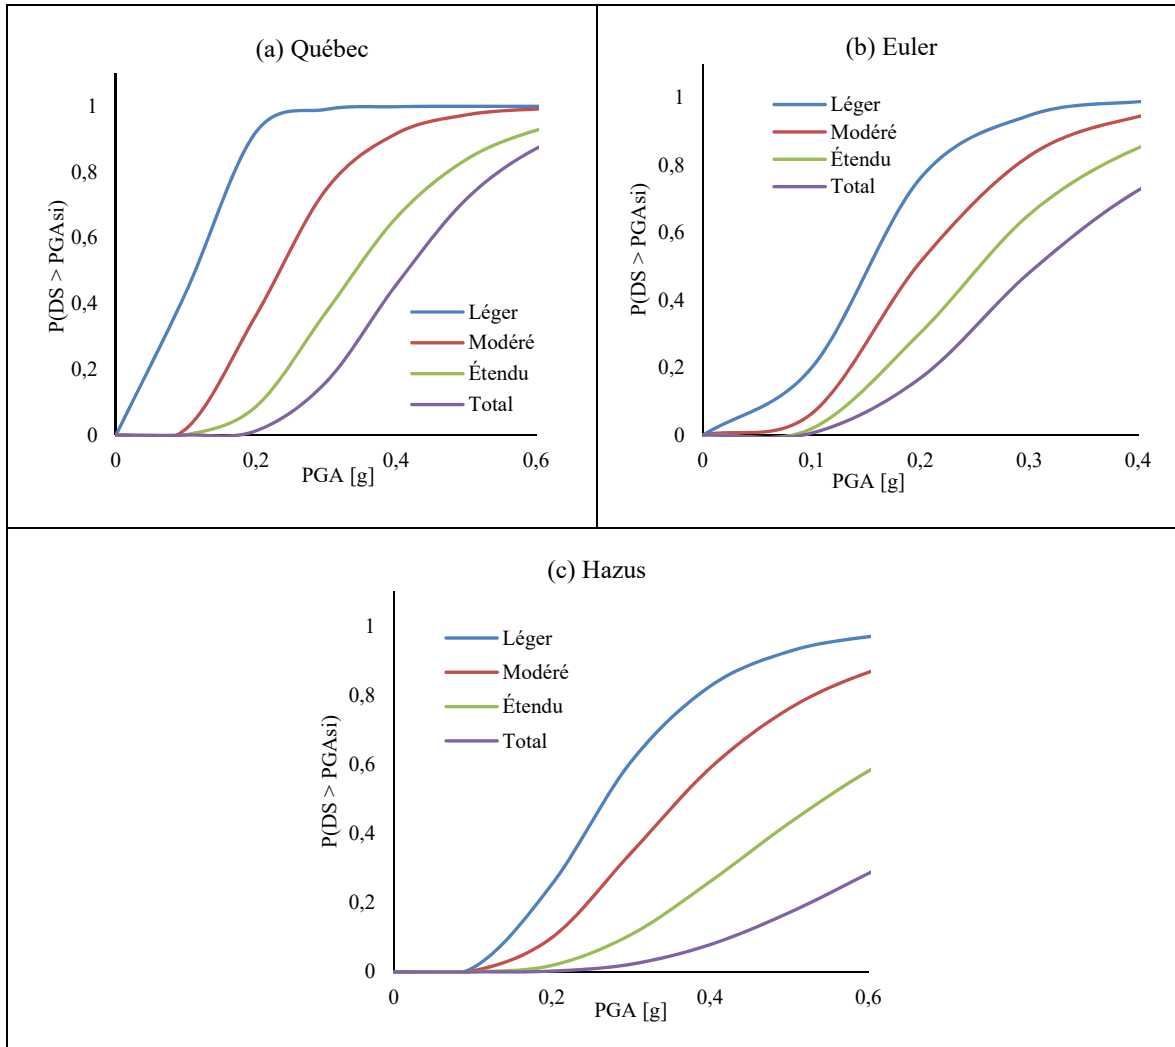 (a) Québec
1
0,8
0,6
0,4
0,2
0
P(DS > PGAsi)
Léger
Modéré
Étendu
Total
0 0,2 0,4 0,6
PGA [g]
(b) Euler
1
0,8
0,6
0,4
0,2
0
P(DS > PGAsi)
Léger
Modéré
Étendu
Total
0 0,1 0,2 0,3 0,4
PGA [g]
(c) Hazus
1
0,8
0,6
0,4
0,2
0
P(DS > PGAsi)
Léger
Modéré
Étendu
Total
0 0,2 0,4 0,6
PGA [g]